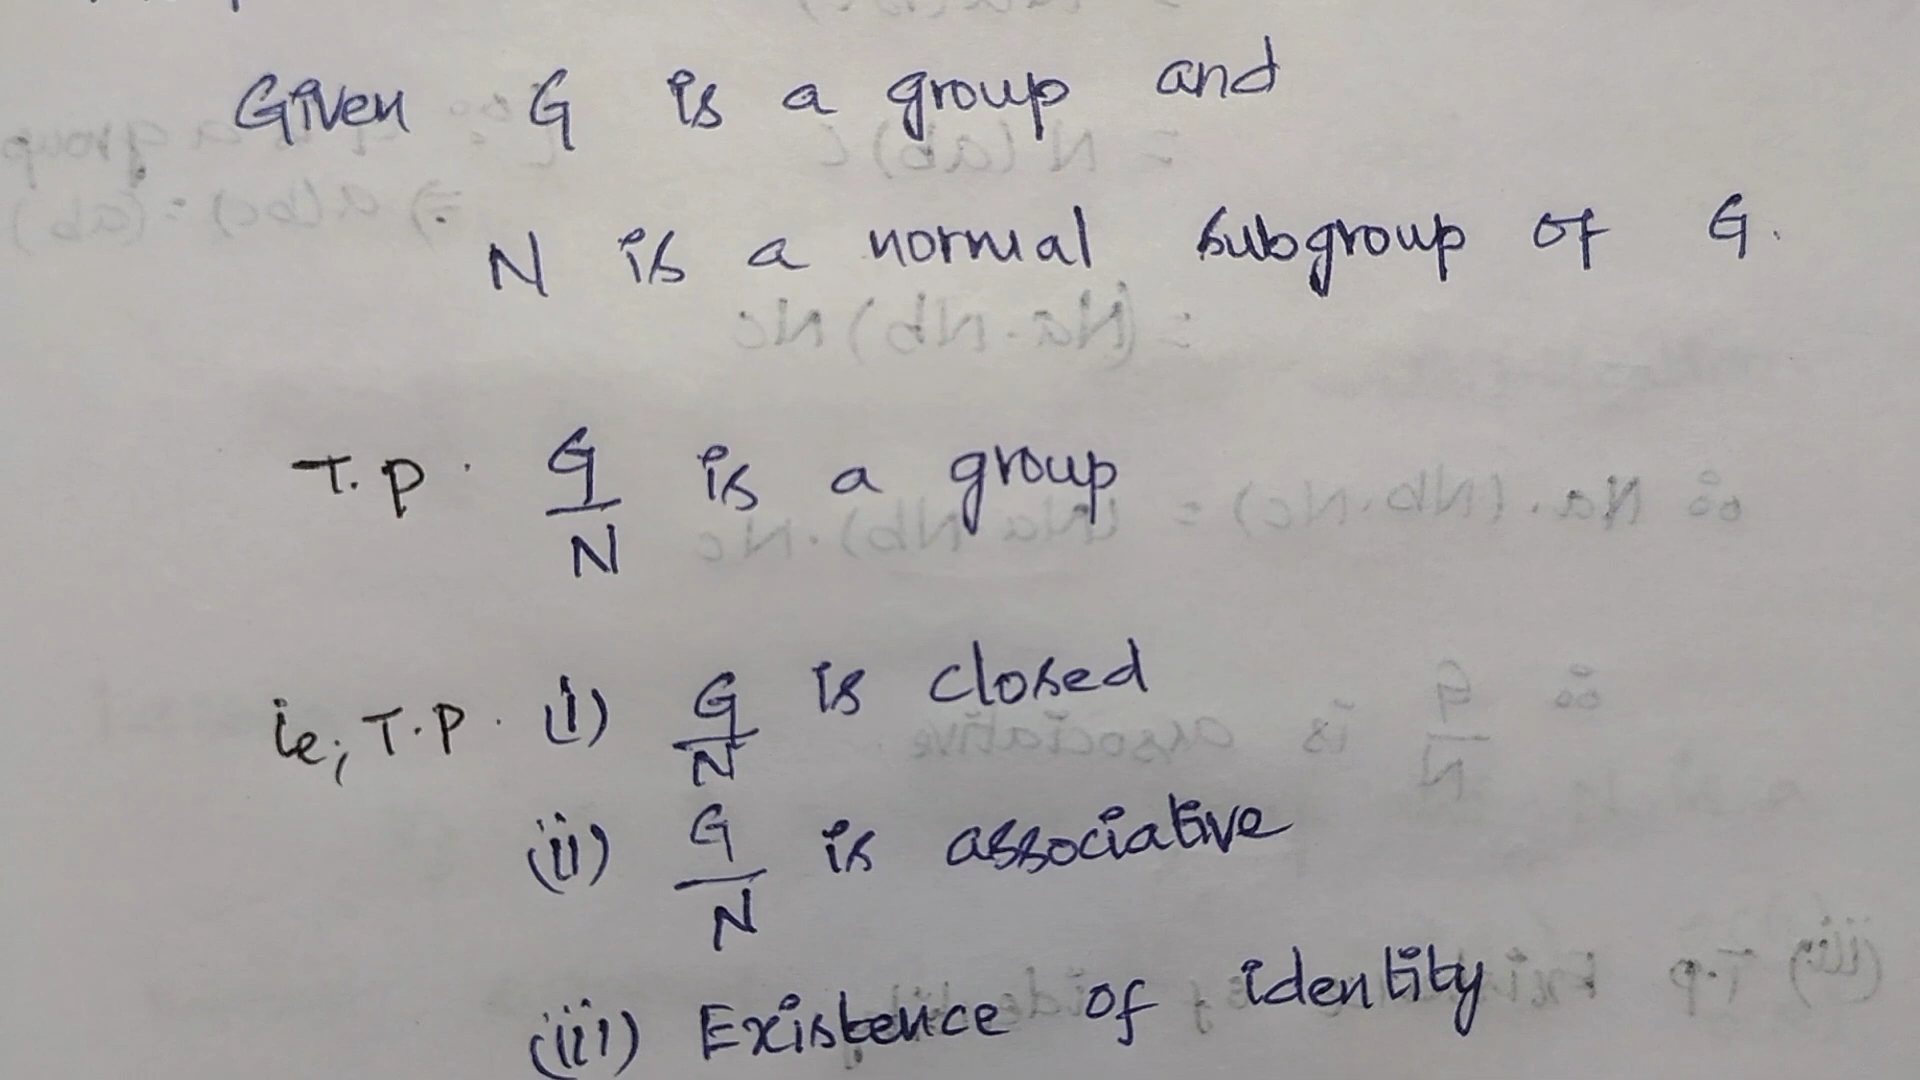 Given G is a group and
N is a normal subgroup of G.
T.P. G/N is a group
ie; T.P. (i) G/N is closed
(ii) G/N is associative
(iii) Existence of identity